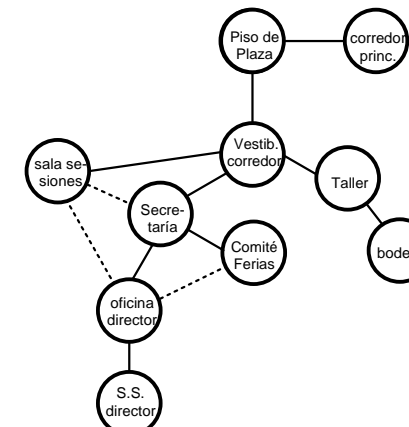 Piso de
Plaza
corredor
princ.
Vestib.
corredor
sala se-
siones
Taller
Secre-
taría
Comité
Ferias
bode
oficina
director
S.S.
director